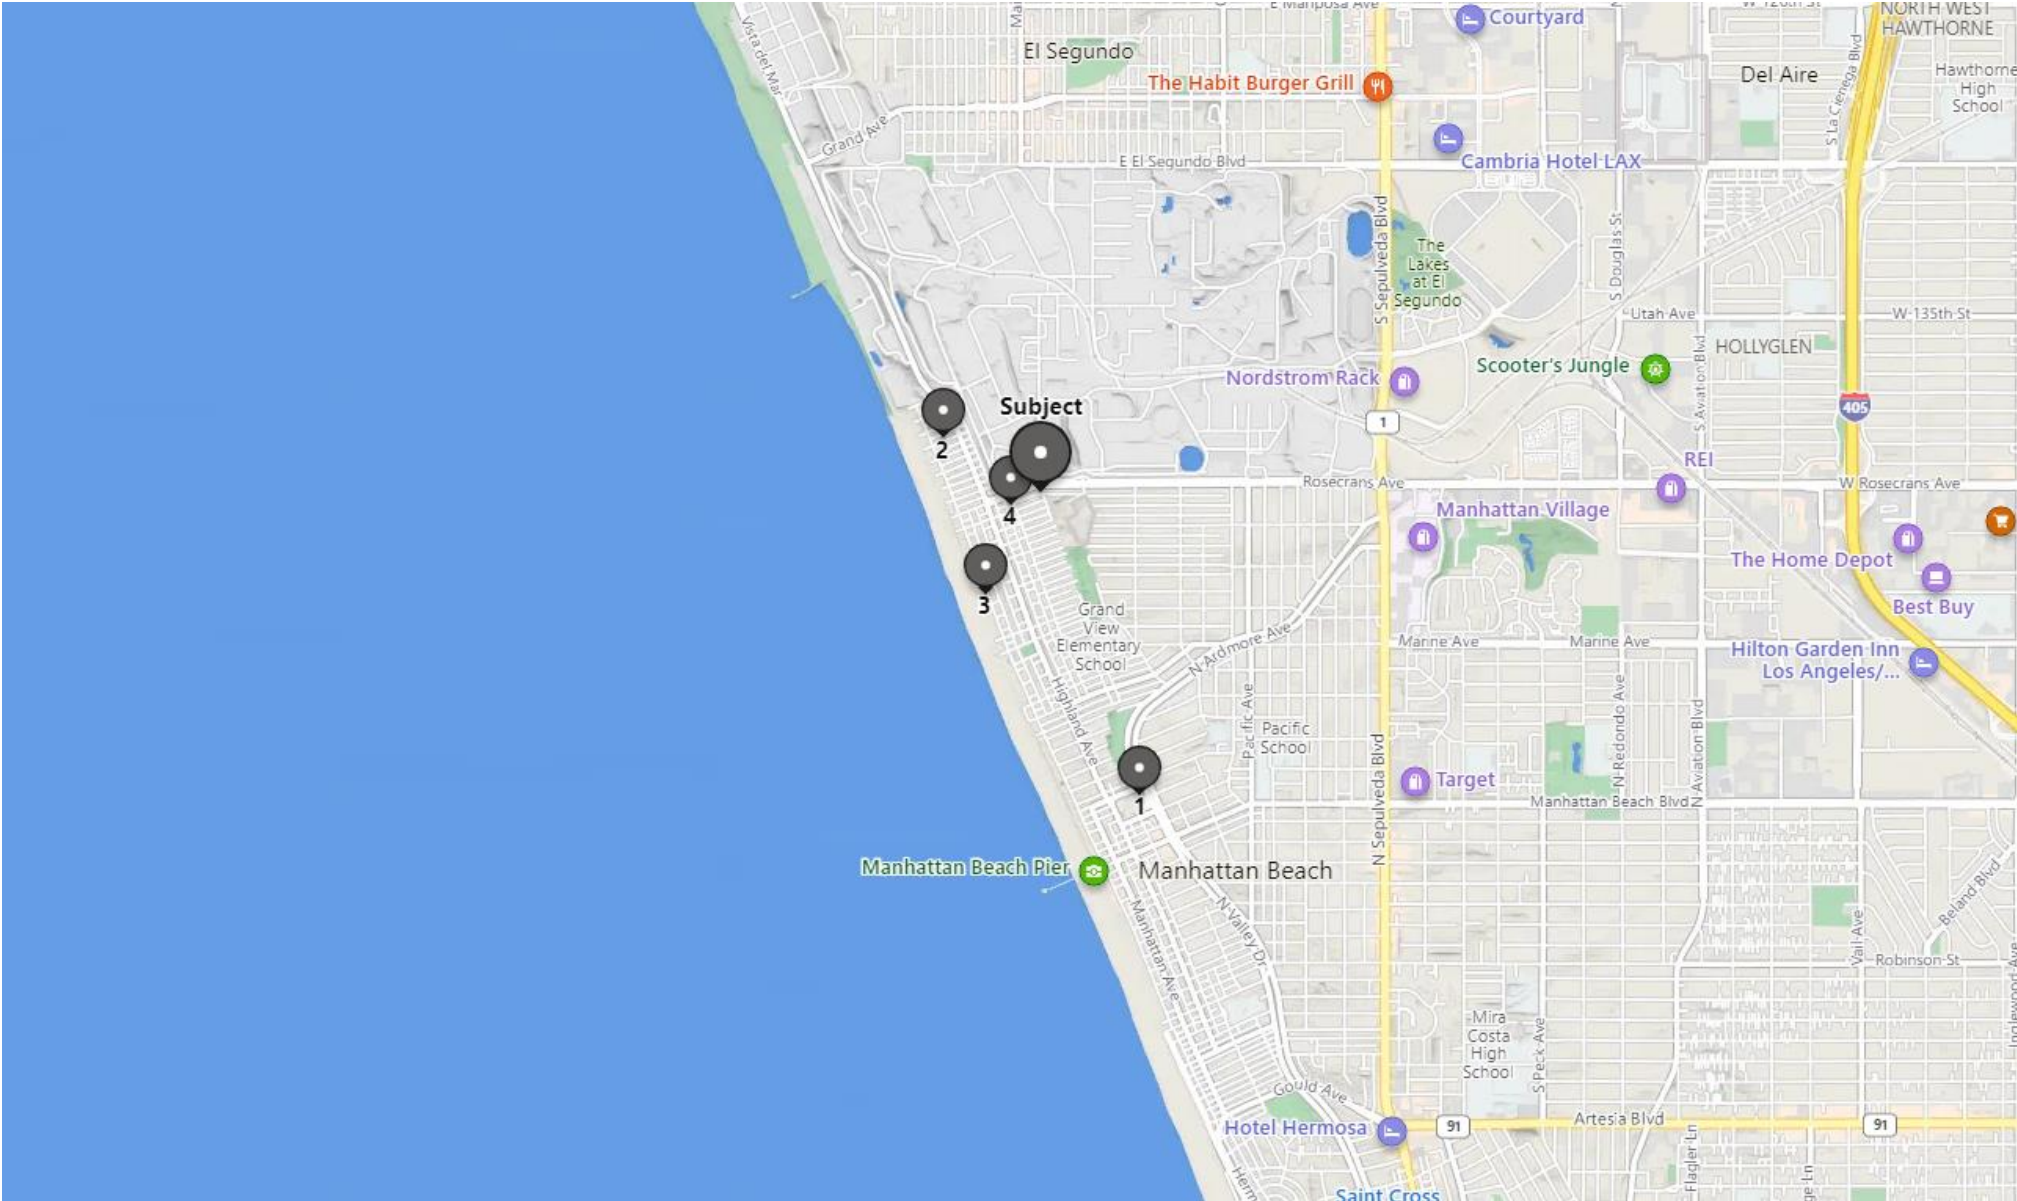 E Mariposa Ave
NORTH WEST
HAWTHORNE
Courtyard
Vista del Mar
El Segundo
The Habit Burger Grill
Del Aire
S La Cienega Blvd
Hawthorne
High
School
Grand Ave
E El Segundo Blvd
Cambria Hotel LAX
S Sepulveda Blvd
S Douglas St
The
Lakes
at El
Segundo
Utah Ave
W 135th St
HOLLYGLEN
S Aviation Blvd
Scooter's Jungle
Nordstrom Rack
405
1
Subject
2
4
3
REI
Rosecrans Ave
W Rosecrans Ave
Manhattan Village
The Home Depot
Best Buy
Grand
View
Elementary
School
N Ardmore Ave
Marine Ave
Marine Ave
Hilton Garden Inn
Los Angeles/...
Highland Ave
Pacific Ave
Pacific
School
N Redondo Ave
N Aviation Blvd
N Sepulveda Blvd
Target
1
Manhattan Beach Blvd
Manhattan Beach Pier
Manhattan Beach
Manhattan Ave
N Valley Dr
Vail Ave
Beland Blvd
Robinson St
Inglewood Ave
Mira
Costa
High
School
S Peck Ave
Gould Ave
Hotel Hermosa
91
Artesia Blvd
91
Flagler Ln
Saint Cross